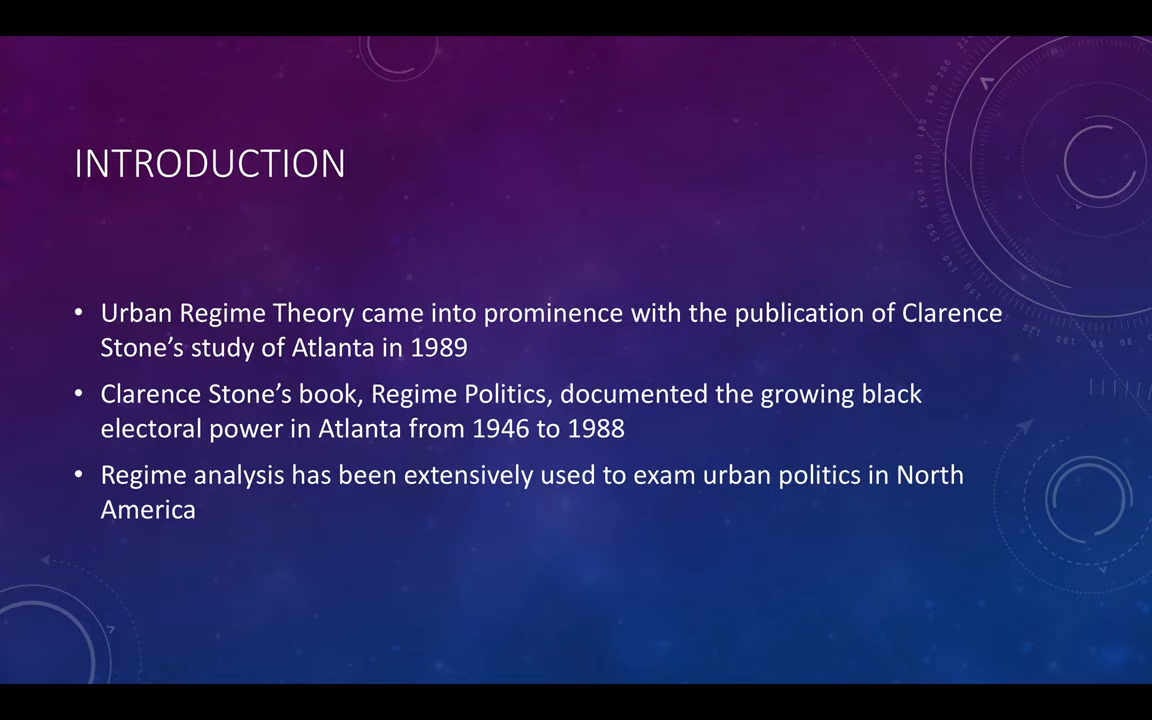 INTRODUCTION
• Urban Regime Theory came into prominence with the publication of Clarence
Stone’s study of Atlanta in 1989
• Clarence Stone’s book, Regime Politics, documented the growing black
electoral power in Atlanta from 1946 to 1988
• Regime analysis has been extensively used to exam urban politics in North
America